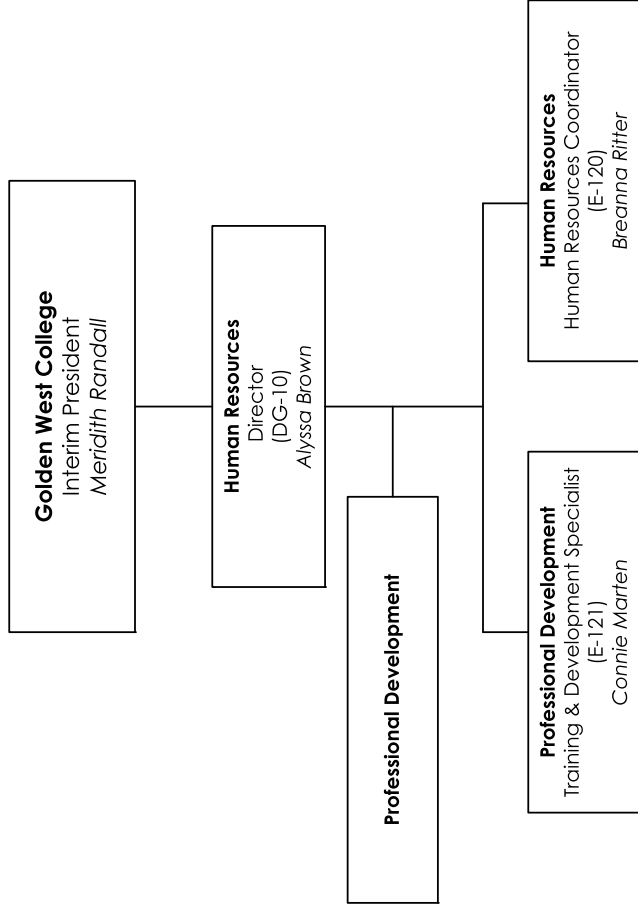 Golden West College
Interim President
Meridith Randall
Human Resources
Director
(DG-10)
Alyssa Brown
Professional Development
Professional Development
Training & Development Specialist
(E-121)
Connie Marten
Human Resources
Human Resources Coordinator
(E-120)
Breanna Ritter